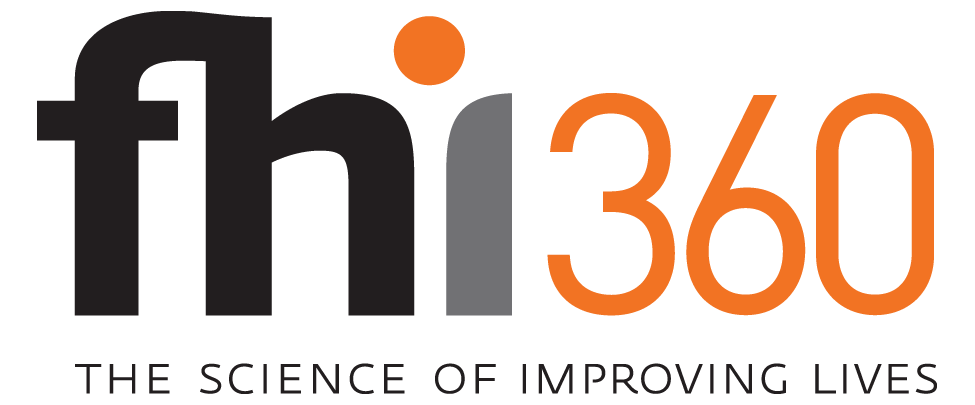 fhi360
THE SCIENCE OF IMPROVING LIVES